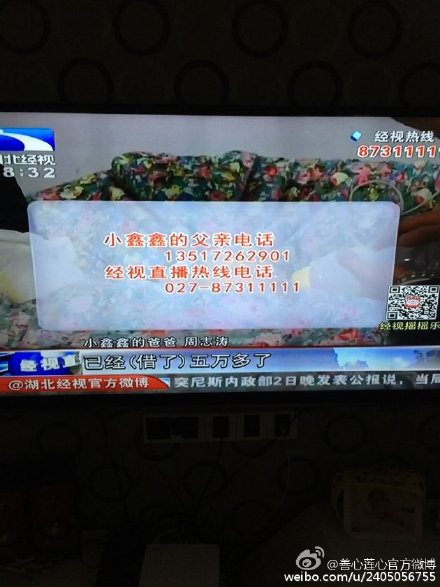 经视热线
北经视
8731111
8:32
小鑫鑫的父亲电话
13517262901
经视直播热线电话
027-87311111
经视摇摇乐
小鑫鑫的爸爸 周志涛
经视直
已经(借了)五万多了
@湖北经视官方微博
突尼斯内政部2日晚发表公报说，当局
@善心莲心官方微博
weibo.com/u/2405056755